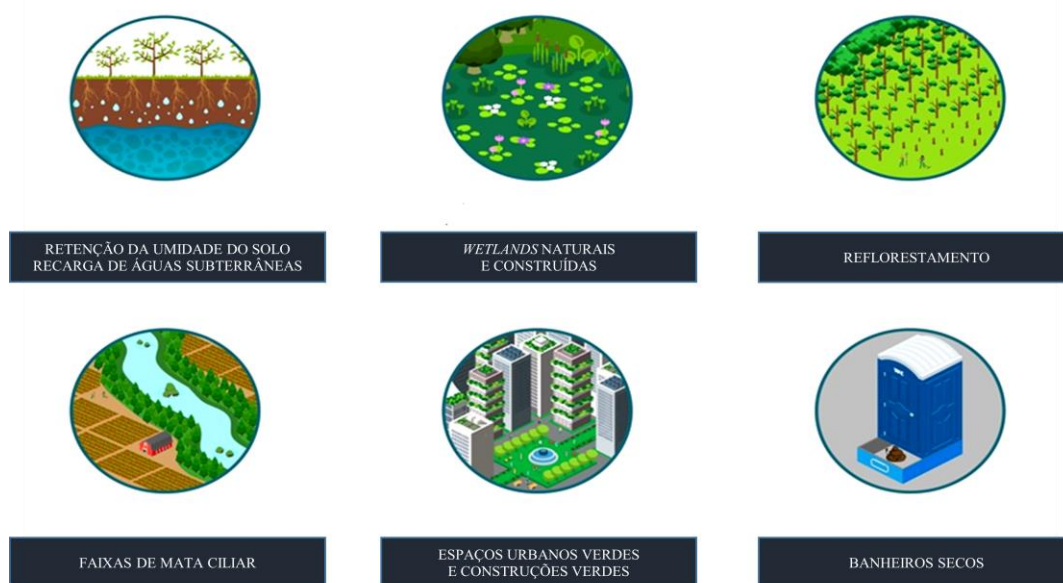 RETENÇÃO DA UMIDADE DO SOLO
RECARGA DE ÁGUAS SUBTERRÂNEAS
WETLANDS NATURAIS
E CONSTRUÍDAS
REFLORESTAMENTO
FAIXAS DE MATA CILIAR
ESPAÇOS URBANOS VERDES
E CONSTRUÇÕES VERDES
BANHEIROS SECOS